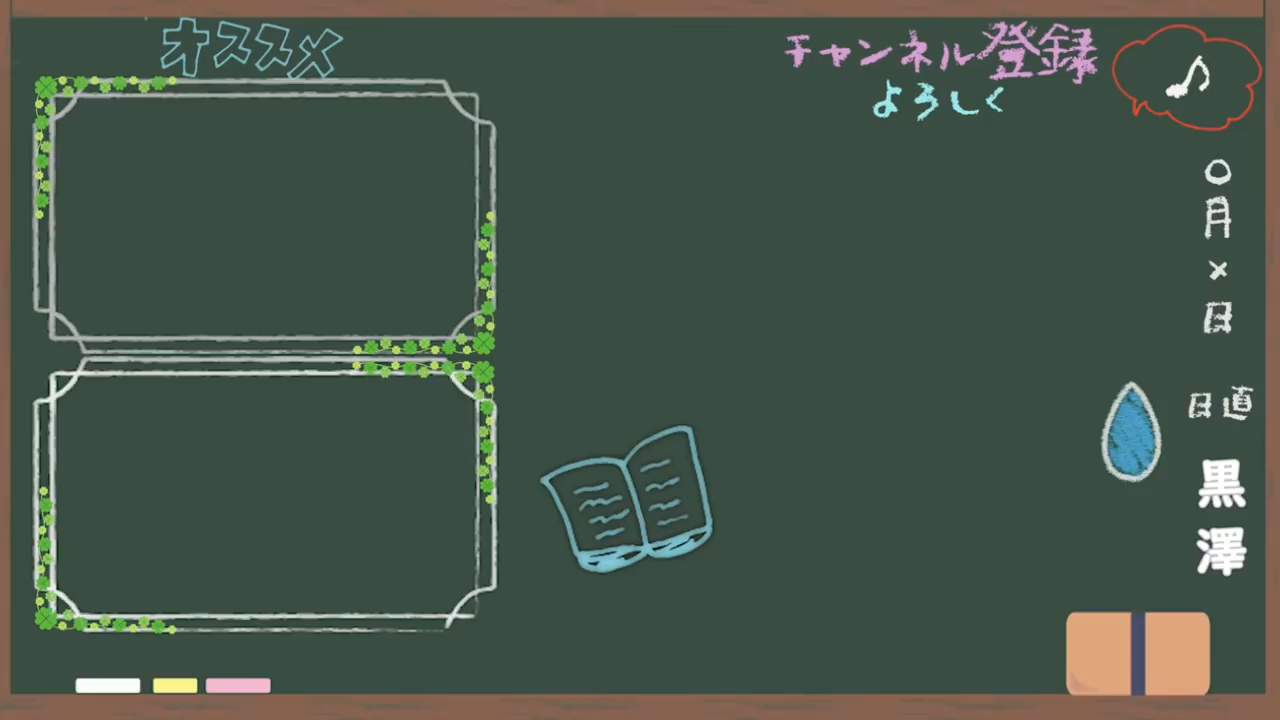 オススメ
チャンネル登録
よろしく
♪
○月×日
日直
黒澤